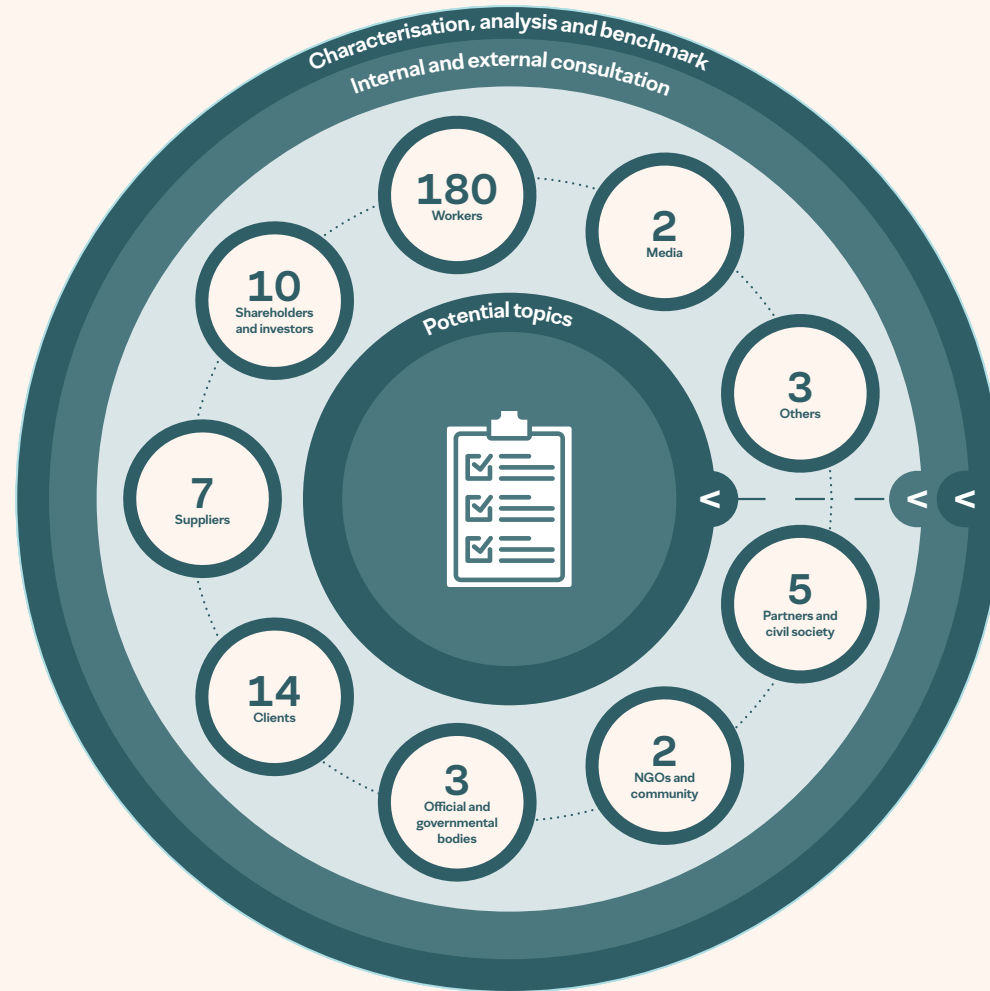 Characterisation, analysis and benchmark
Internal and external consultation
180
Workers
2
Media
10
Shareholders
and investors
Potential topics
3
Others
7
Suppliers
<
<
<
5
Partners and
civil society
14
Clients
2
NGOs and
community
3
Official and
governmental
bodies